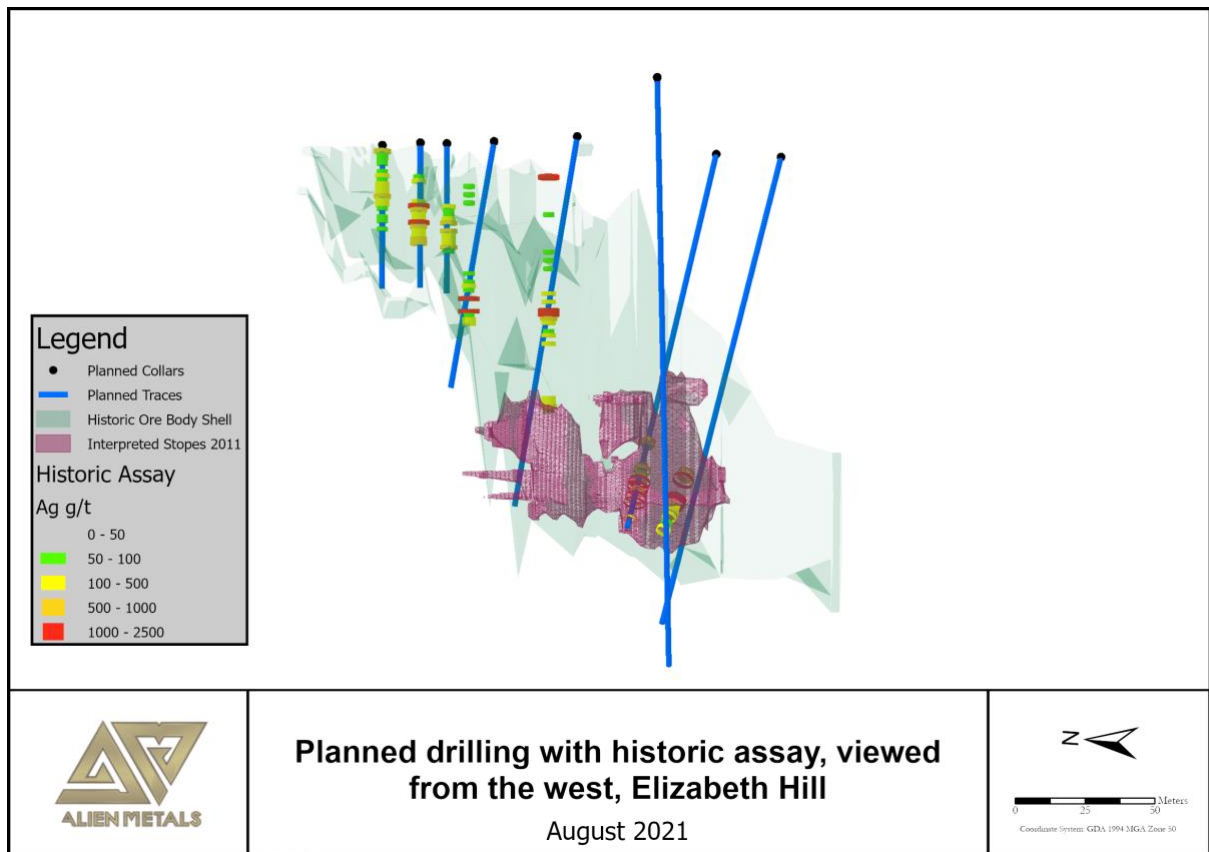 Legend
Planned Collars
Planned Traces
Historic Ore Body Shell
Interpreted Stopes 2011
Historic Assay
Ag g/t
0 - 50
50 - 100
100 - 500
500 - 1000
1000 - 2500
ALIEN METALS
Planned drilling with historic assay, viewed
from the west, Elizabeth Hill
August 2021
N
Meters
0 25 50
Coordinate System: GDA 1994 MGA Zone 50